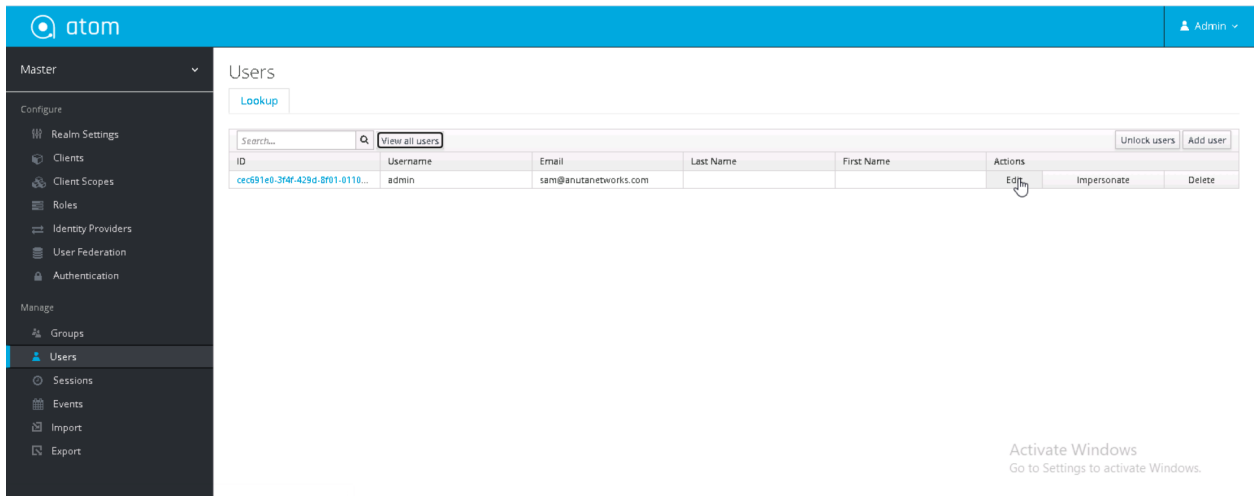 atom
Admin
Master
Configure
Realm Settings
Clients
Client Scopes
Roles
Identity Providers
User Federation
Authentication
Manage
Groups
Users
Sessions
Events
Import
Export
Users
Lookup
Search... View all users Unlock users Add user
ID Username Email Last Name First Name Actions
cec691e0-3f4f-429d-8f01-0110... admin sam@anutanetworks.com Edit Impersonate Delete
Activate Windows
Go to Settings to activate Windows.